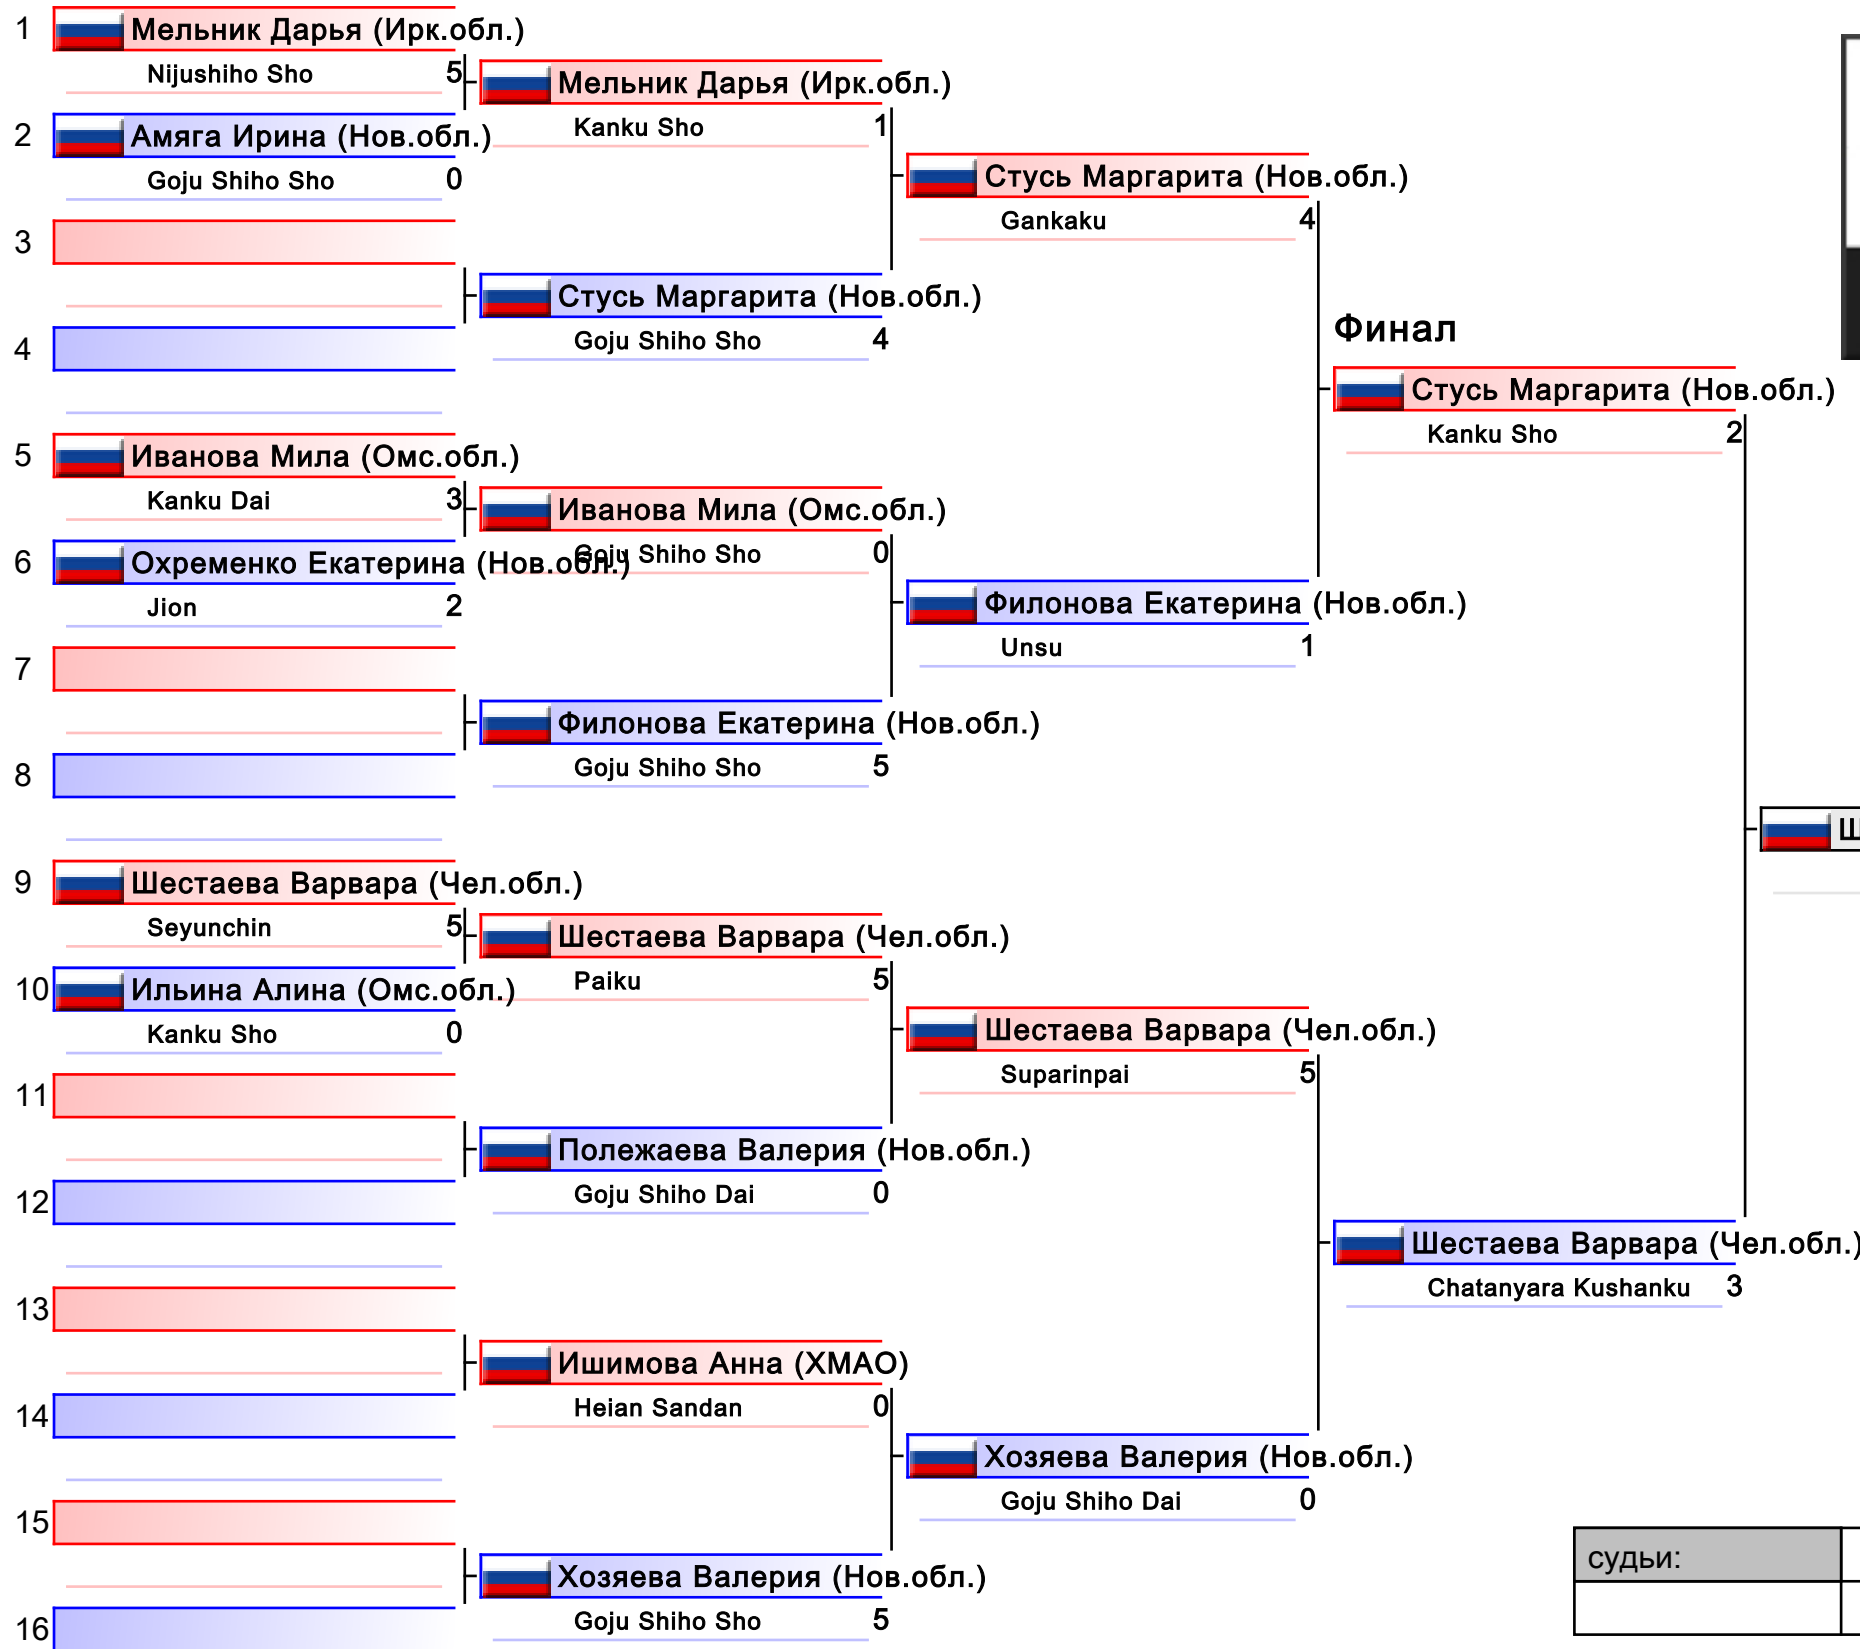 1
Мельник Дарья (Ирк.обл.)
Nijushiho Sho 5
2
Амяга Ирина (Нов.обл.)
Goju Shiho Sho 0
3
4
5
Иванова Мила (Омс.обл.)
Kanku Dai 3
6
Охременко Екатерина (Нов.обл.)
Jion 2
7
8
9
Шестаева Варвара (Чел.обл.)
Seyunchin 5
10
Ильина Алина (Омс.обл.)
Kanku Sho 0
11
12
13
14
15
16
Мельник Дарья (Ирк.обл.)
Kanku Sho 1
Стусь Маргарита (Нов.обл.)
Goju Shiho Sho 4
Иванова Мила (Омс.обл.)
Goju Shiho Sho 0
Филонова Екатерина (Нов.обл.)
Goju Shiho Sho 5
Шестаева Варвара (Чел.обл.)
Paiku 5
Полежаева Валерия (Нов.обл.)
Goju Shiho Dai 0
Ишимова Анна (ХМАО)
Heian Sandan 0
Хозяева Валерия (Нов.обл.)
Goju Shiho Sho 5
Стусь Маргарита (Нов.обл.)
Gankaku 4
Филонова Екатерина (Нов.обл.)
Unsu 1
Шестаева Варвара (Чел.обл.)
Suparinpai 5
Хозяева Валерия (Нов.обл.)
Goju Shiho Dai 0
Финал
Стусь Маргарита (Нов.обл.)
Kanku Sho 2
Шестаева Варвара (Чел.обл.)
Chatanyara Kushanku 3
судьи: